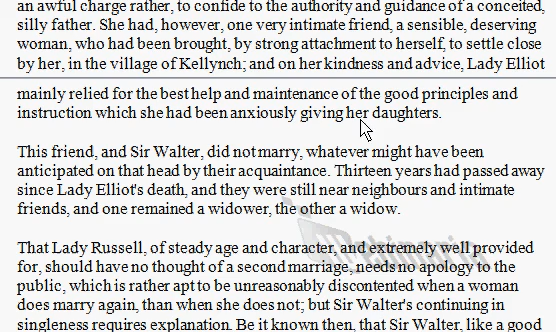 an awful charge rather, to confide to the authority and guidance of a conceited,
silly father. She had, however, one very intimate friend, a sensible, deserving
woman, who had been brought, by strong attachment to herself, to settle close
by her, in the village of Kellynch; and on her kindness and advice, Lady Elliot
mainly relied for the best help and maintenance of the good principles and
instruction which she had been anxiously giving her daughters.
This friend, and Sir Walter, did not marry, whatever might have been
anticipated on that head by their acquaintance. Thirteen years had passed away
since Lady Elliot's death, and they were still near neighbours and intimate
friends, and one remained a widower, the other a widow.
That Lady Russell, of steady age and character, and extremely well provided
for, should have no thought of a second marriage, needs no apology to the
public, which is rather apt to be unreasonably discontented when a woman
does marry again, than when she does not; but Sir Walter's continuing in
singleness requires explanation. Be it known then, that Sir Walter, like a good